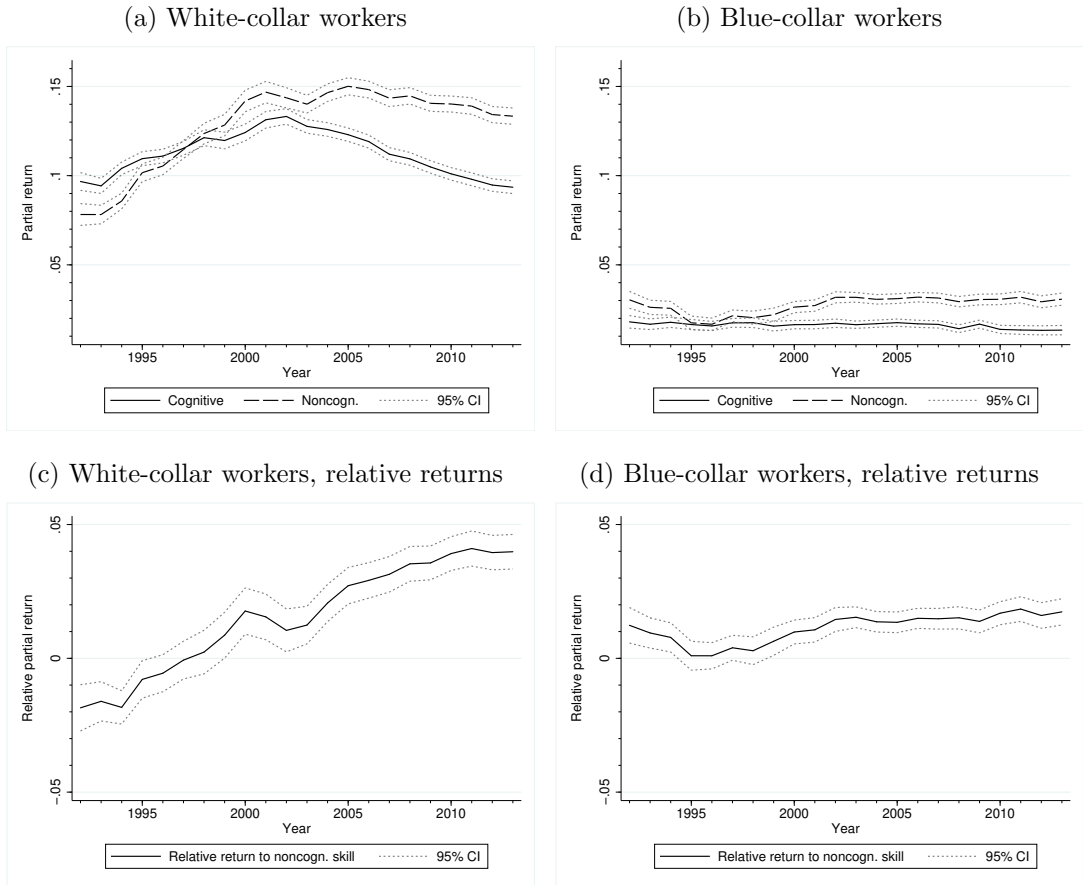 (a) White-collar workers
.15
.1
.05
Partial return
1995 2000 2005 2010
Year
Cognitive Noncogn. 95% CI
(b) Blue-collar workers
.15
.1
.05
Partial return
1995 2000 2005 2010
Year
Cognitive Noncogn. 95% CI
(c) White-collar workers, relative returns
.05
0
-.05
Relative partial return
1995 2000 2005 2010
Year
Relative return to noncogn. skill 95% CI
(d) Blue-collar workers, relative returns
.05
0
-.05
Relative partial return
1995 2000 2005 2010
Year
Relative return to noncogn. skill 95% CI